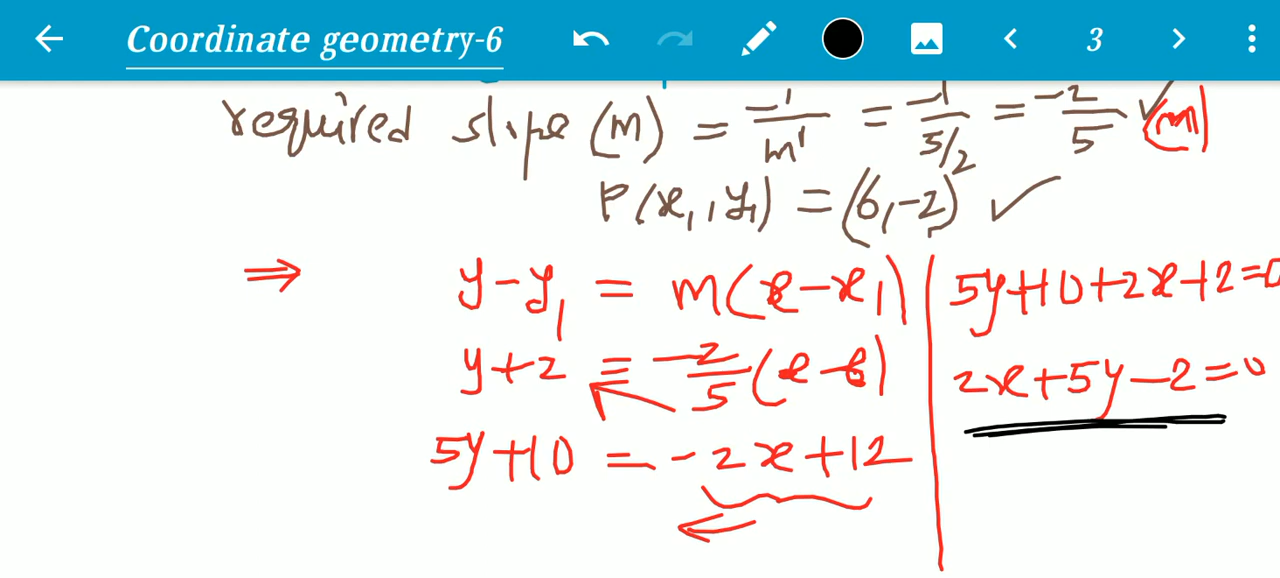 Coordinate geometry-6
3
required slope (m) = -1/m' = -1/5/2 = -2/5 ✓ (m)
P(x₁, y₁) = (6, -2) ✓
⇒ y-y₁ = m(x-x₁)
y+2 = -2/5 (x-6)
5y+10 = -2x+12
5y+10+2x+12=0
2x+5y-2=0